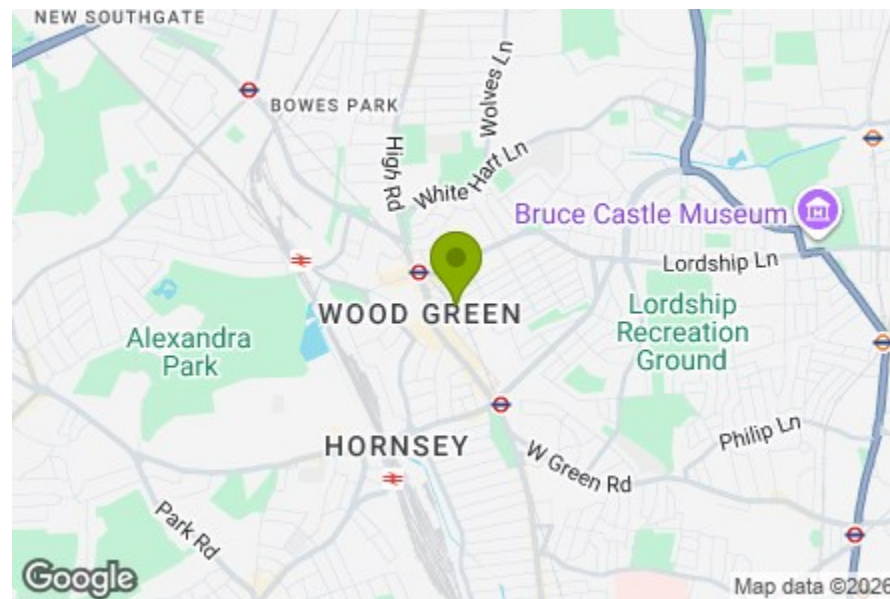 NEW SOUTHGATE
BOWES PARK
Wolves Ln
High Rd
White Hart Ln
Bruce Castle Museum
Lordship Ln
WOOD GREEN
Lordship
Recreation
Ground
Alexandra
Park
HORNSEY
Philip Ln
W Green Rd
Park Rd
Google
Map data ©2026